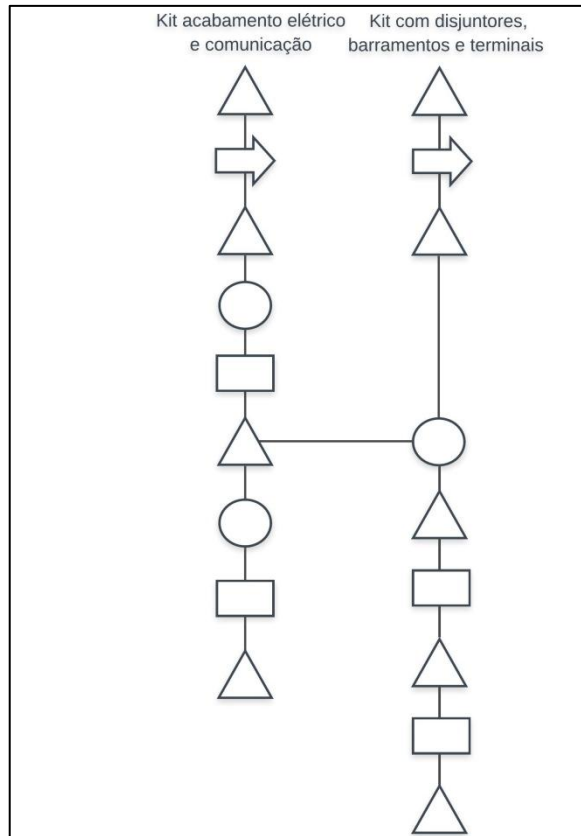 Kit acabamento elétrico
e comunicação
Kit com disjuntores,
barramentos e terminais